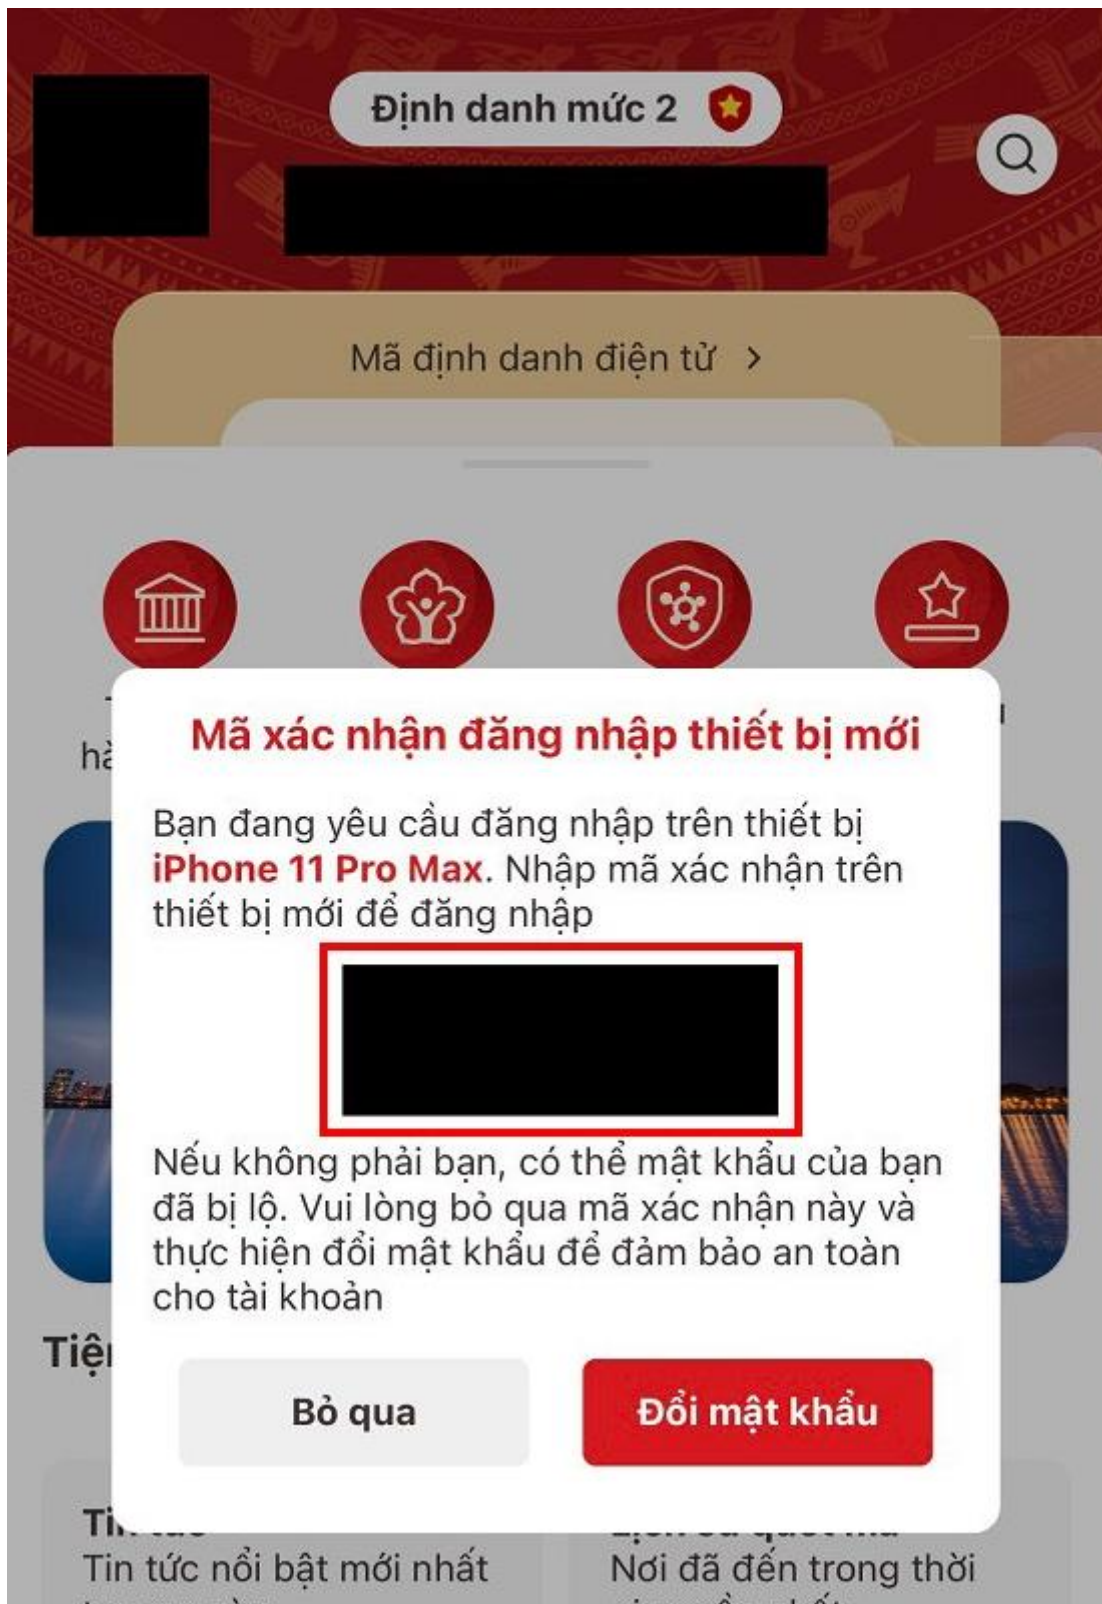 Định danh mức 2
Mã định danh điện tử >
Mã xác nhận đăng nhập thiết bị mới
Bạn đang yêu cầu đăng nhập trên thiết bị
iPhone 11 Pro Max. Nhập mã xác nhận trên
thiết bị mới để đăng nhập
Nếu không phải bạn, có thể mật khẩu của bạn
đã bị lộ. Vui lòng bỏ qua mã xác nhận này và
thực hiện đổi mật khẩu để đảm bảo an toàn
cho tài khoản
Bỏ qua
Đổi mật khẩu
Tin tức nổi bật mới nhất
Nơi đã đến trong thời